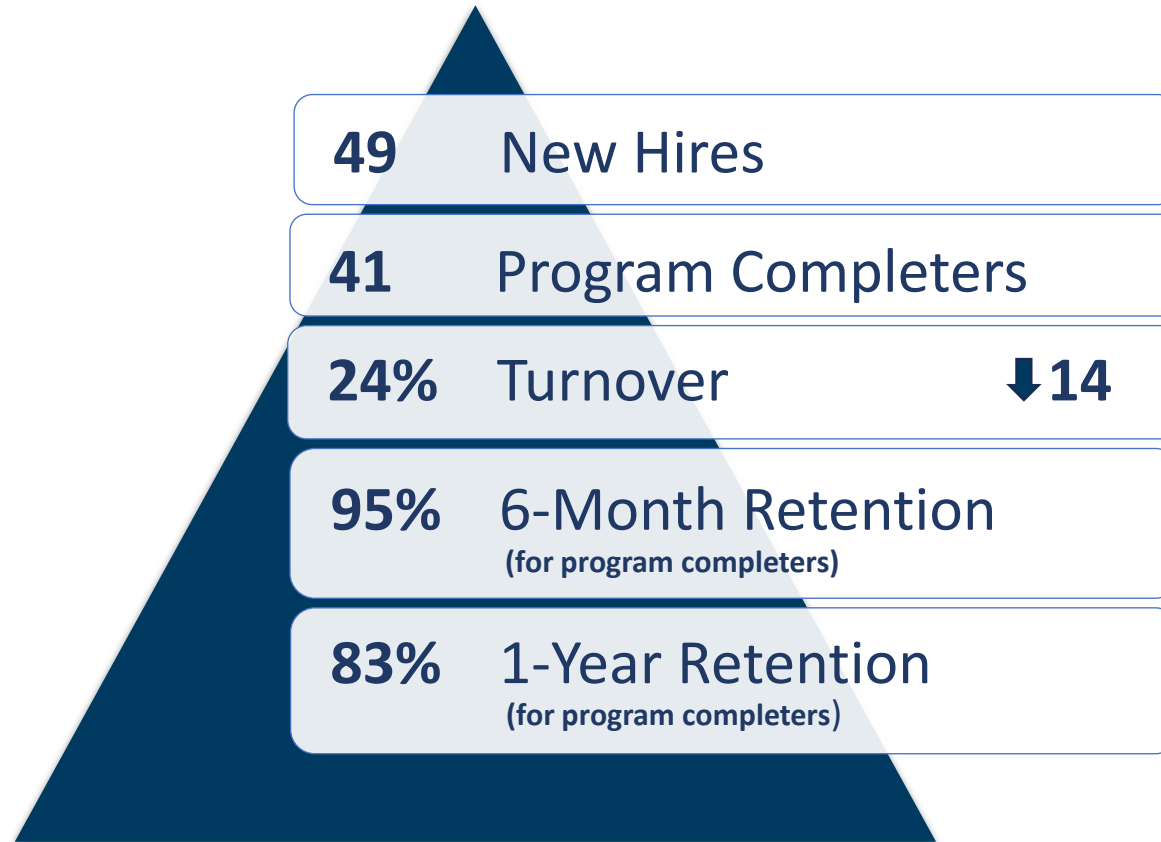 49 New Hires
41 Program Completers
24% Turnover 14
95% 6-Month Retention
(for program completers)
83% 1-Year Retention
(for program completers)